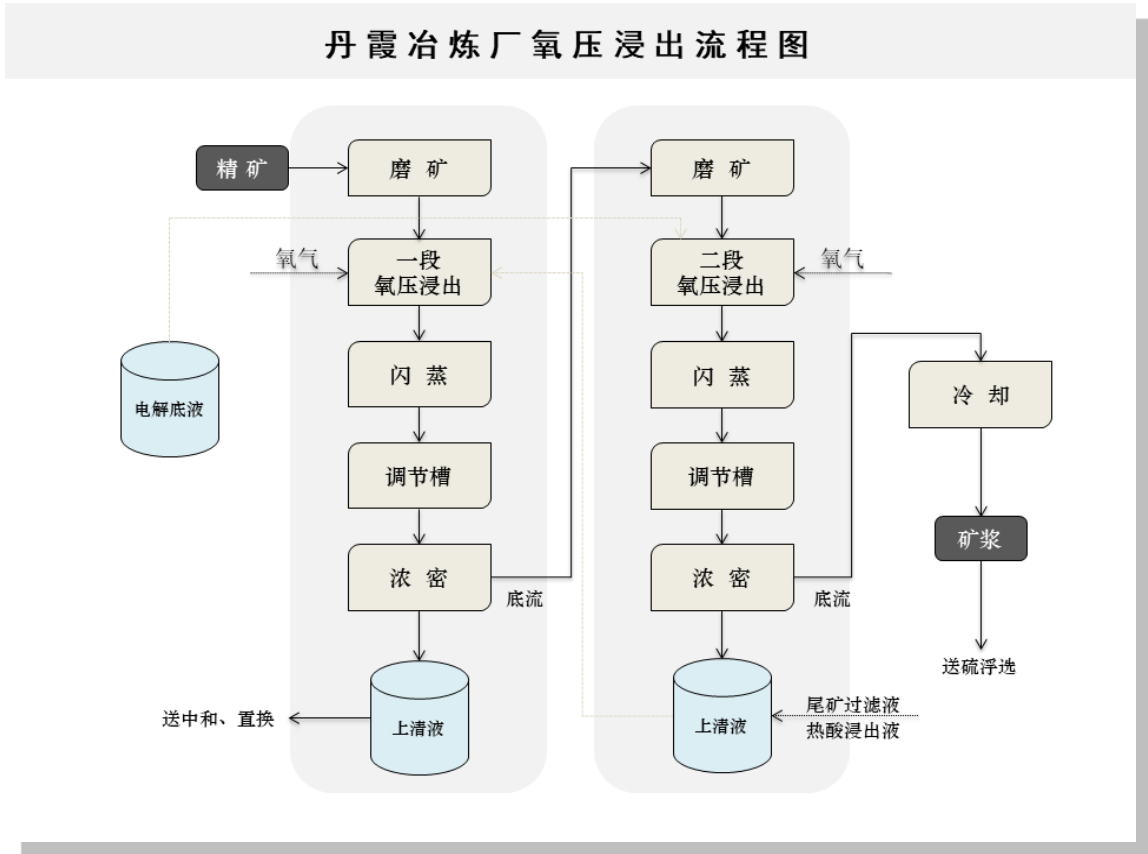 丹霞冶炼厂氧压浸出流程图
精矿
磨矿
氧气
一段
氧压浸出
闪蒸
调节槽
浓密
底流
上清液
送中和、置换
电解底液
磨矿
二段
氧压浸出
氧气
闪蒸
调节槽
浓密
底流
上清液
尾矿过滤液
热酸浸出液
冷却
矿浆
送硫浮选